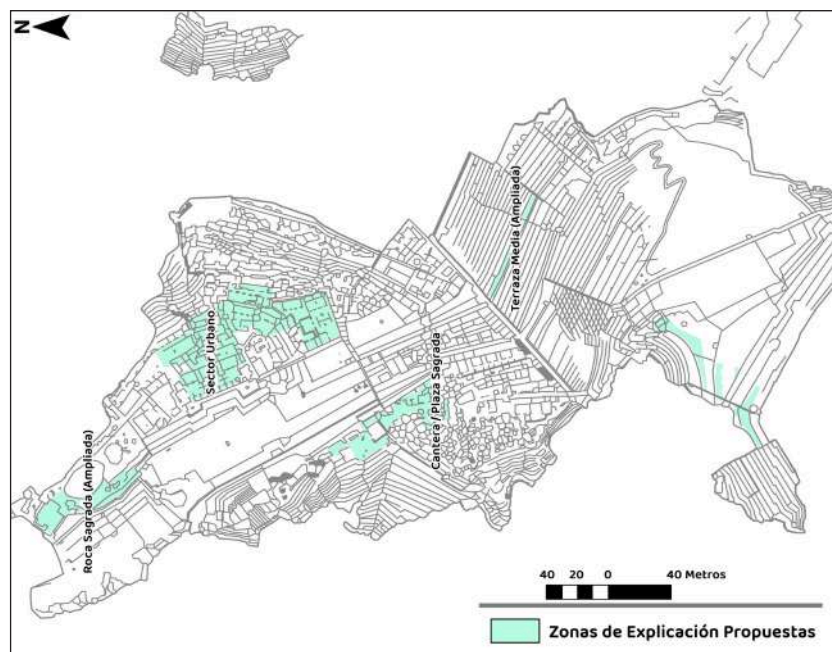 N
Terraza Media (Ampliada)
Sector Urbano
Cantera / Plaza Sagrada
Roca Sagrada (Ampliada)
40 20 0 40 Metros
Zonas de Explicación Propuestas